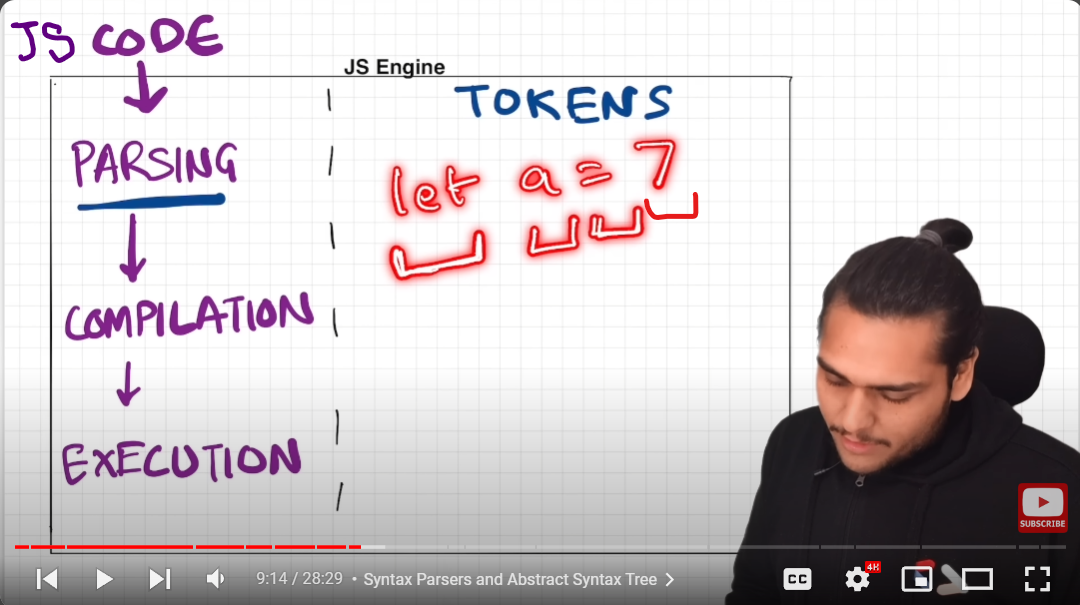 JS CODE
JS Engine
TOKENS
PARSING
let a = 7
COMPILATION
EXECUTION
SUBSCRIBE
9:14 / 28:29 • Syntax Parsers and Abstract Syntax Tree
CC
4K